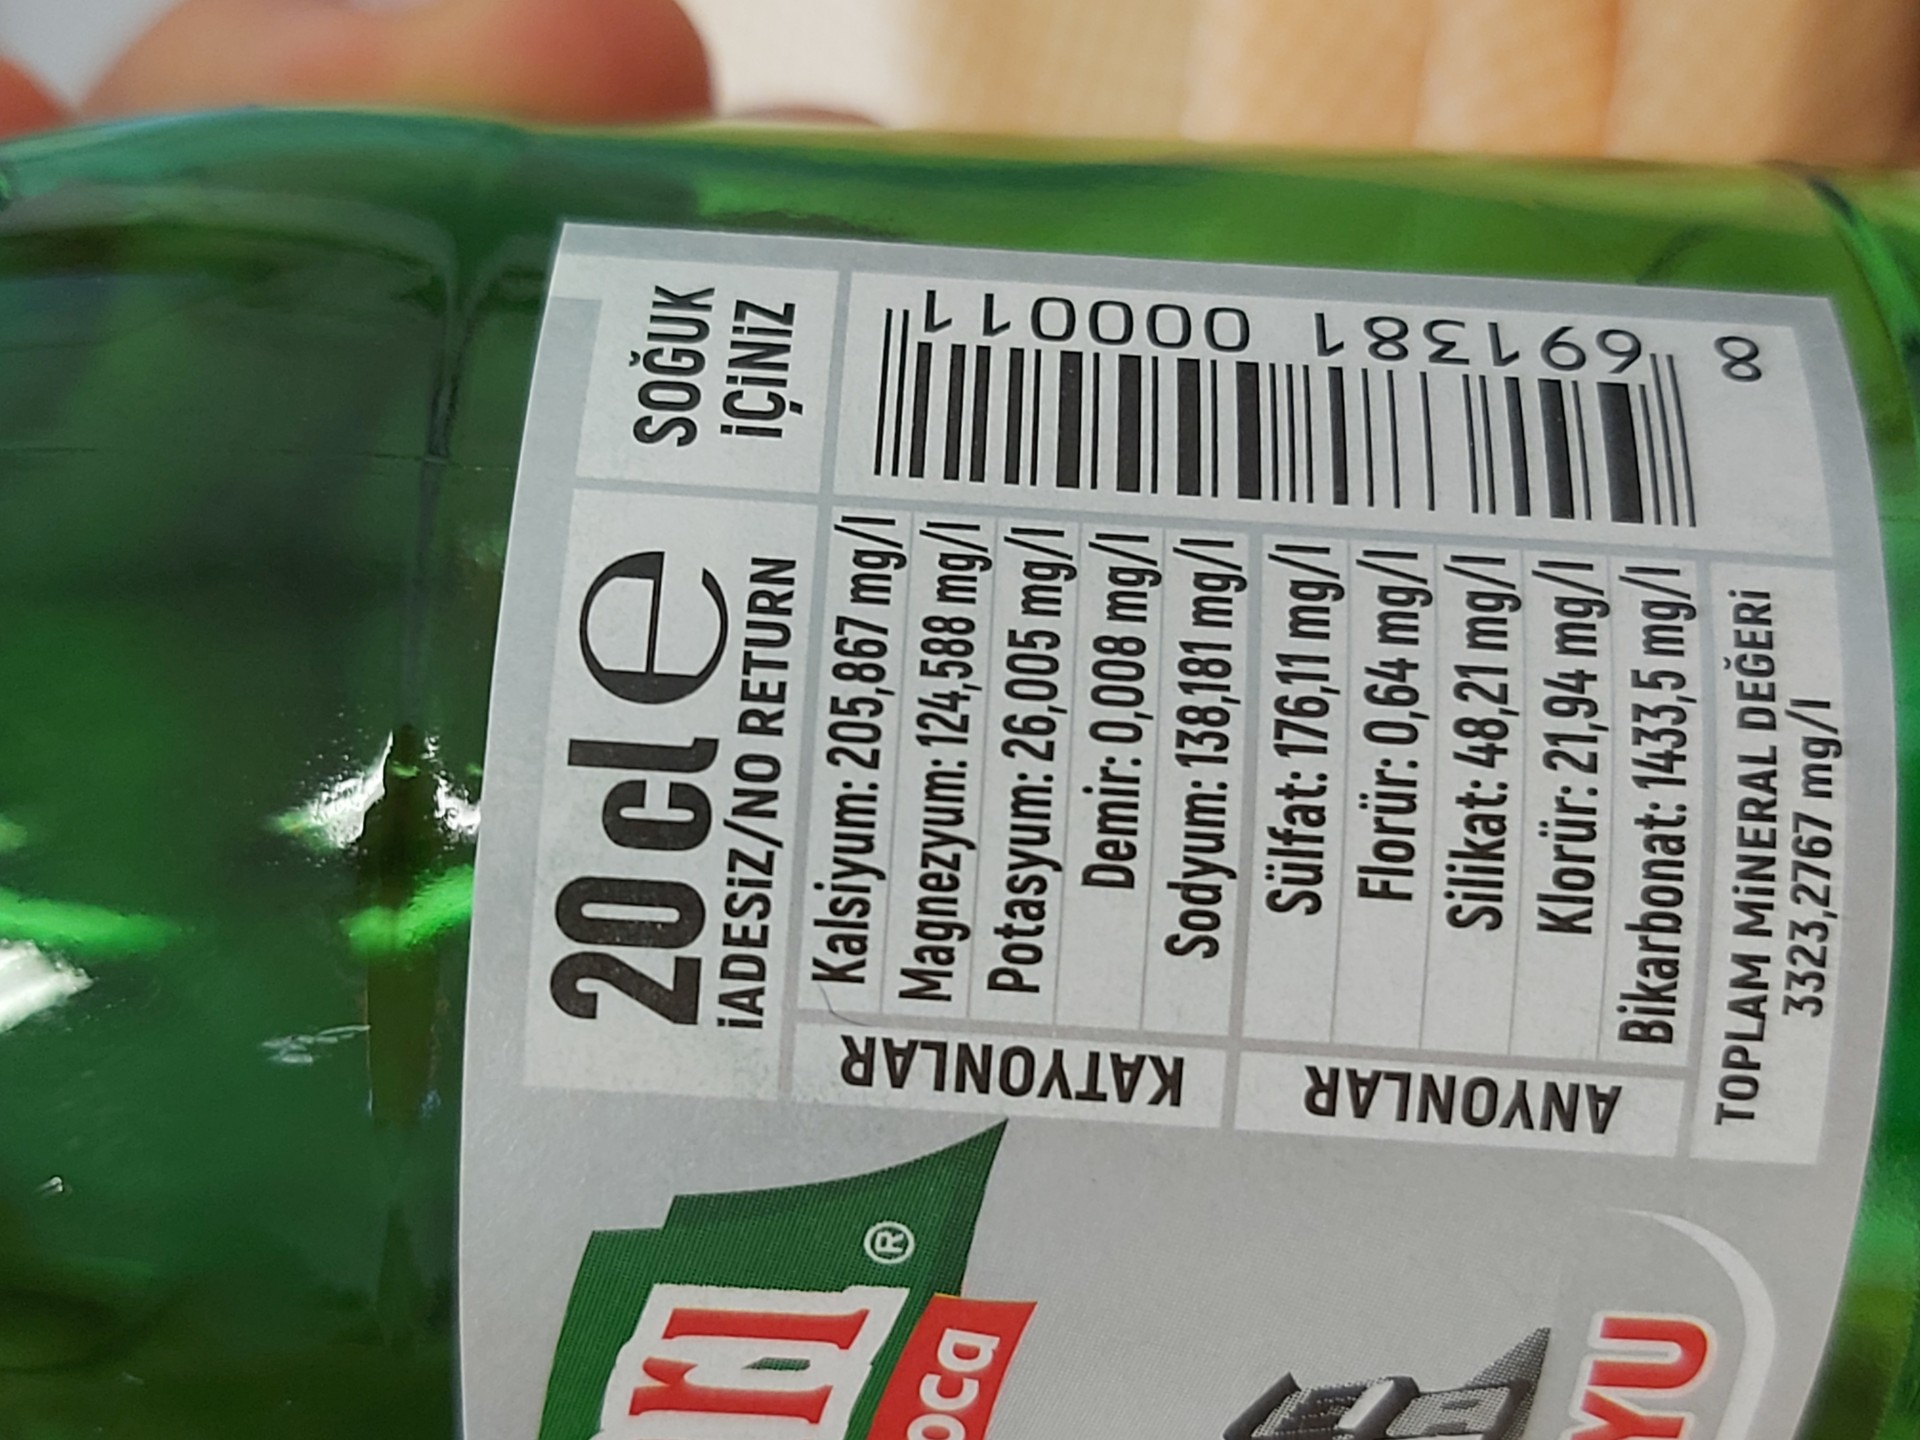 20 cl e
İADESİZ/NO RETURN
SOĞUK
İÇİNİZ
KATYONLAR
Kalsiyum: 205,867 mg/l
Magnezyum: 124,588 mg/l
Potasyum: 26,005 mg/l
Demir: 0,008 mg/l
Sodyum: 138,181 mg/l
ANYONLAR
Sülfat: 176,11 mg/l
Florür: 0,64 mg/l
Silikat: 48,21 mg/l
Klorür: 21,94 mg/l
Bikarbonat: 1433,5 mg/l
TOPLAM MİNERAL DEĞERİ
3323,2767 mg/l
8 691381 000011
®